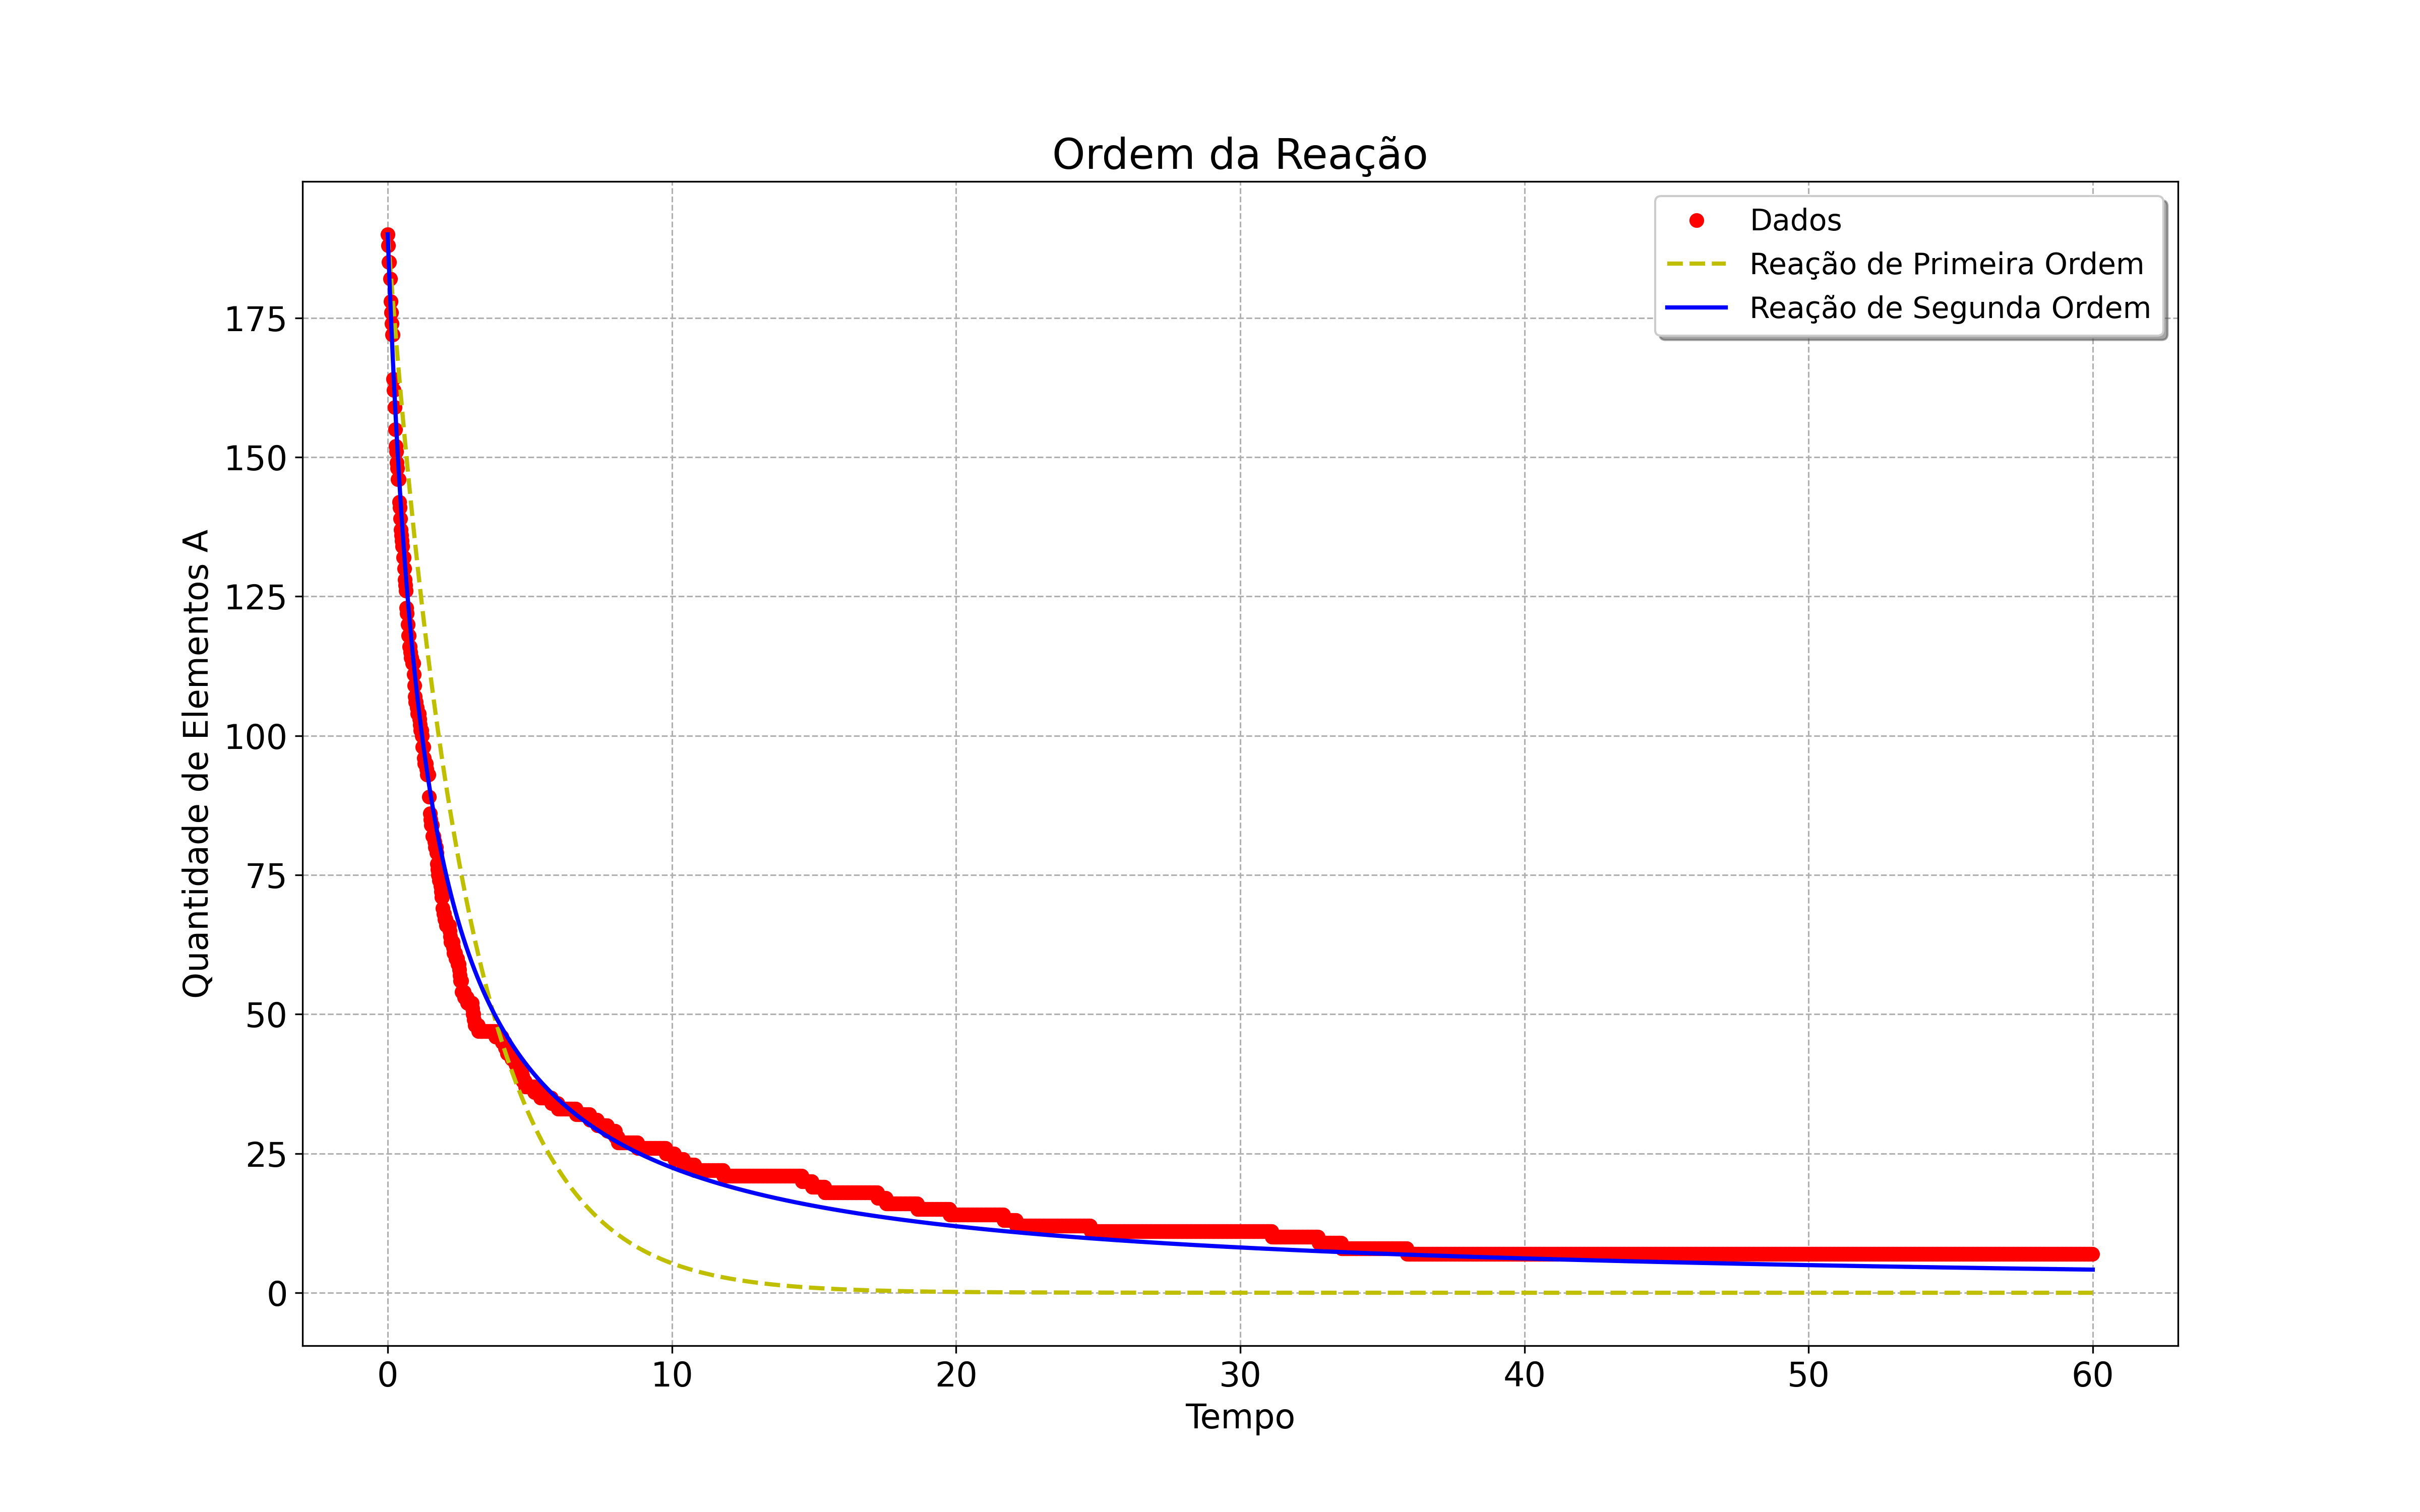 Ordem da Reação
Dados
Reação de Primeira Ordem
Reação de Segunda Ordem
Quantidade de Elementos A
175
150
125
100
75
50
25
0
0 10 20 30 40 50 60
Tempo